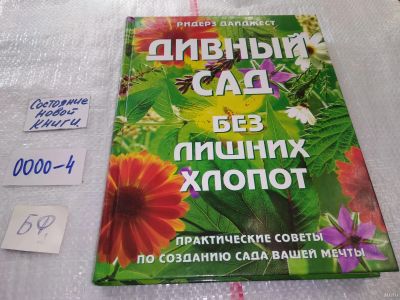 РИДЕРЗ ДАЙДЖЕСТ
ДИВНЫЙ
САД
БЕЗ
ЛИШНИХ
ХЛОПОТ
ПРАКТИЧЕСКИЕ СОВЕТЫ
ПО СОЗДАНИЮ САДА ВАШЕЙ МЕЧТЫ
Состояние
новой
книги
0000-4
БФ